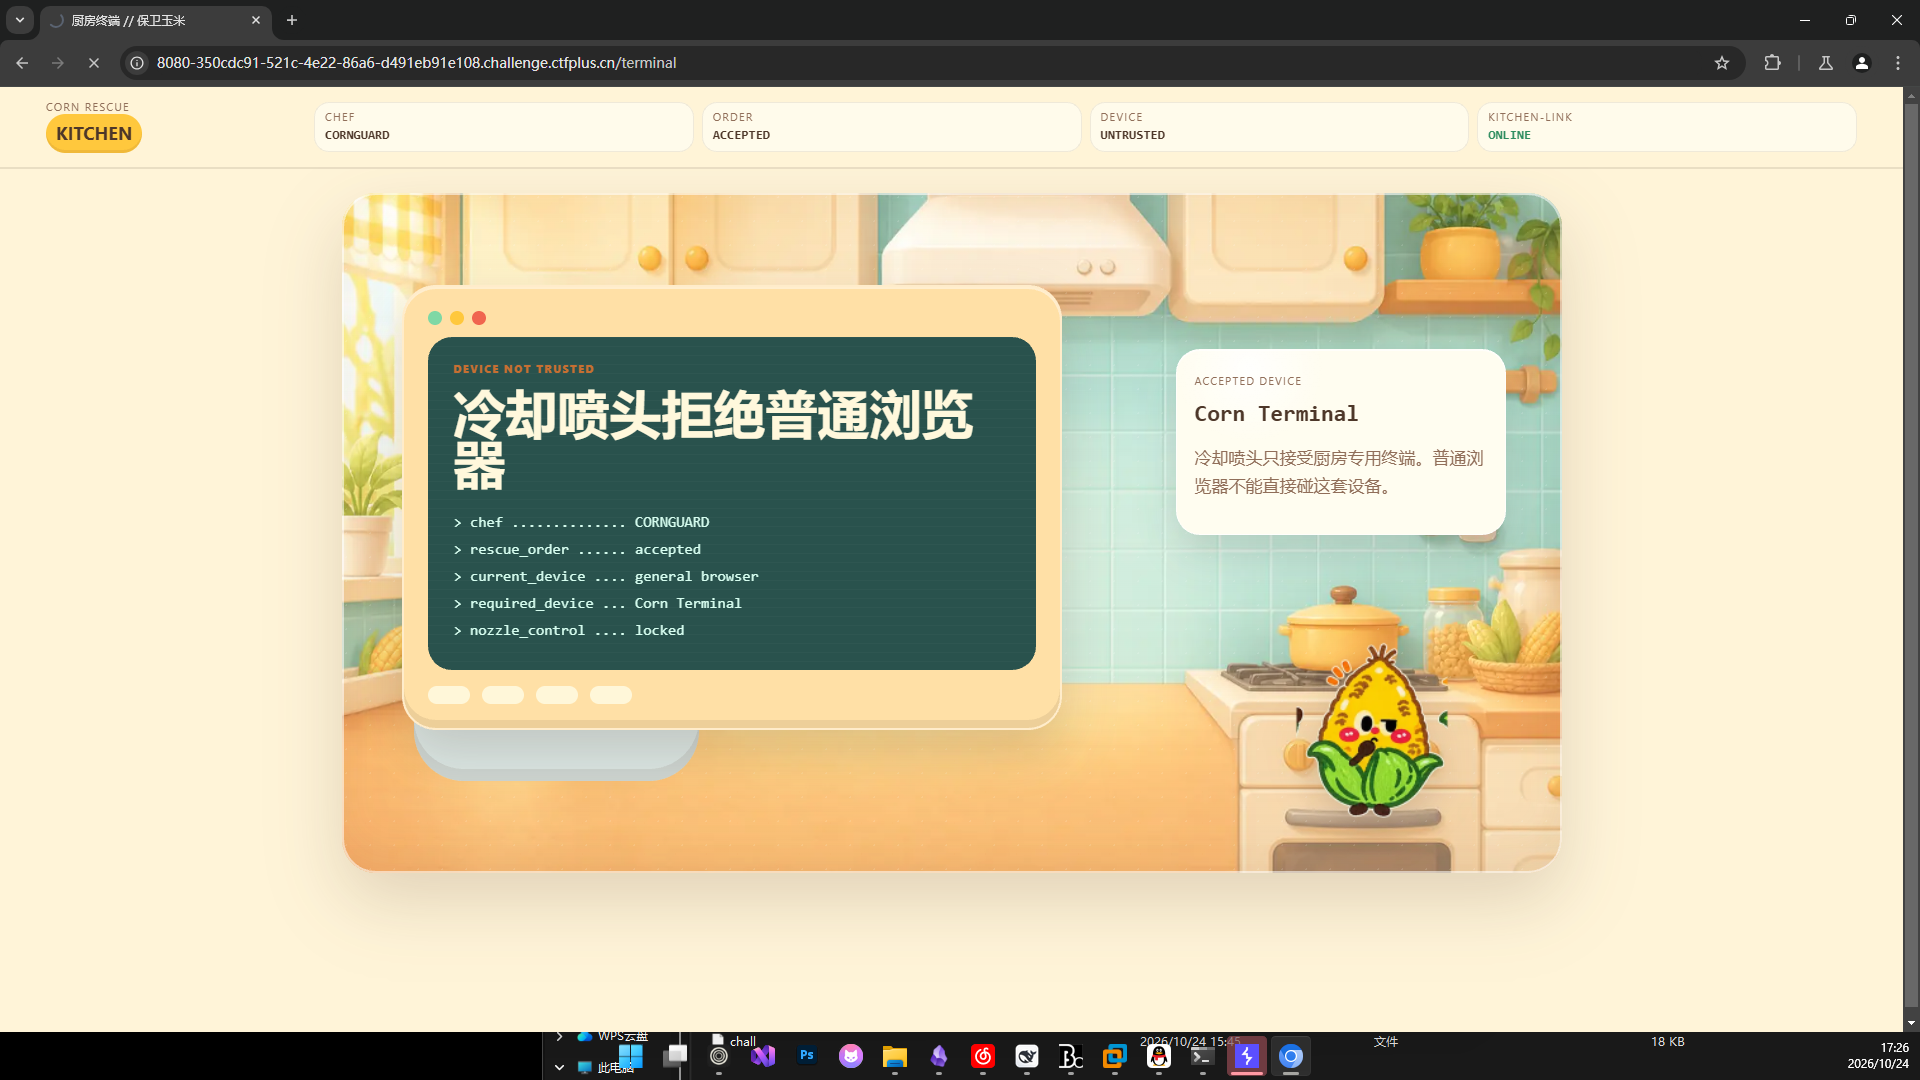 厨房终端 // 保卫玉米
8080-350cdc91-521c-4e22-86a6-d491eb91e108.challenge.ctfplus.cn/terminal
CORN RESCUE
KITCHEN
CHEF
CORNGUARD
ORDER
ACCEPTED
DEVICE
UNTRUSTED
KITCHEN-LINK
ONLINE
DEVICE NOT TRUSTED
冷却喷头拒绝普通浏览
器
> chef .............. CORNGUARD
> rescue_order ...... accepted
> current_device .... general browser
> required_device ... Corn Terminal
> nozzle_control .... locked
ACCEPTED DEVICE
Corn Terminal
冷却喷头只接受厨房专用终端。普通浏
览器不能直接碰这套设备。
WPS云盘
chall
2026/10/24 15:45
文件
18 KB
此电脑
Ps
17:26
2026/10/24